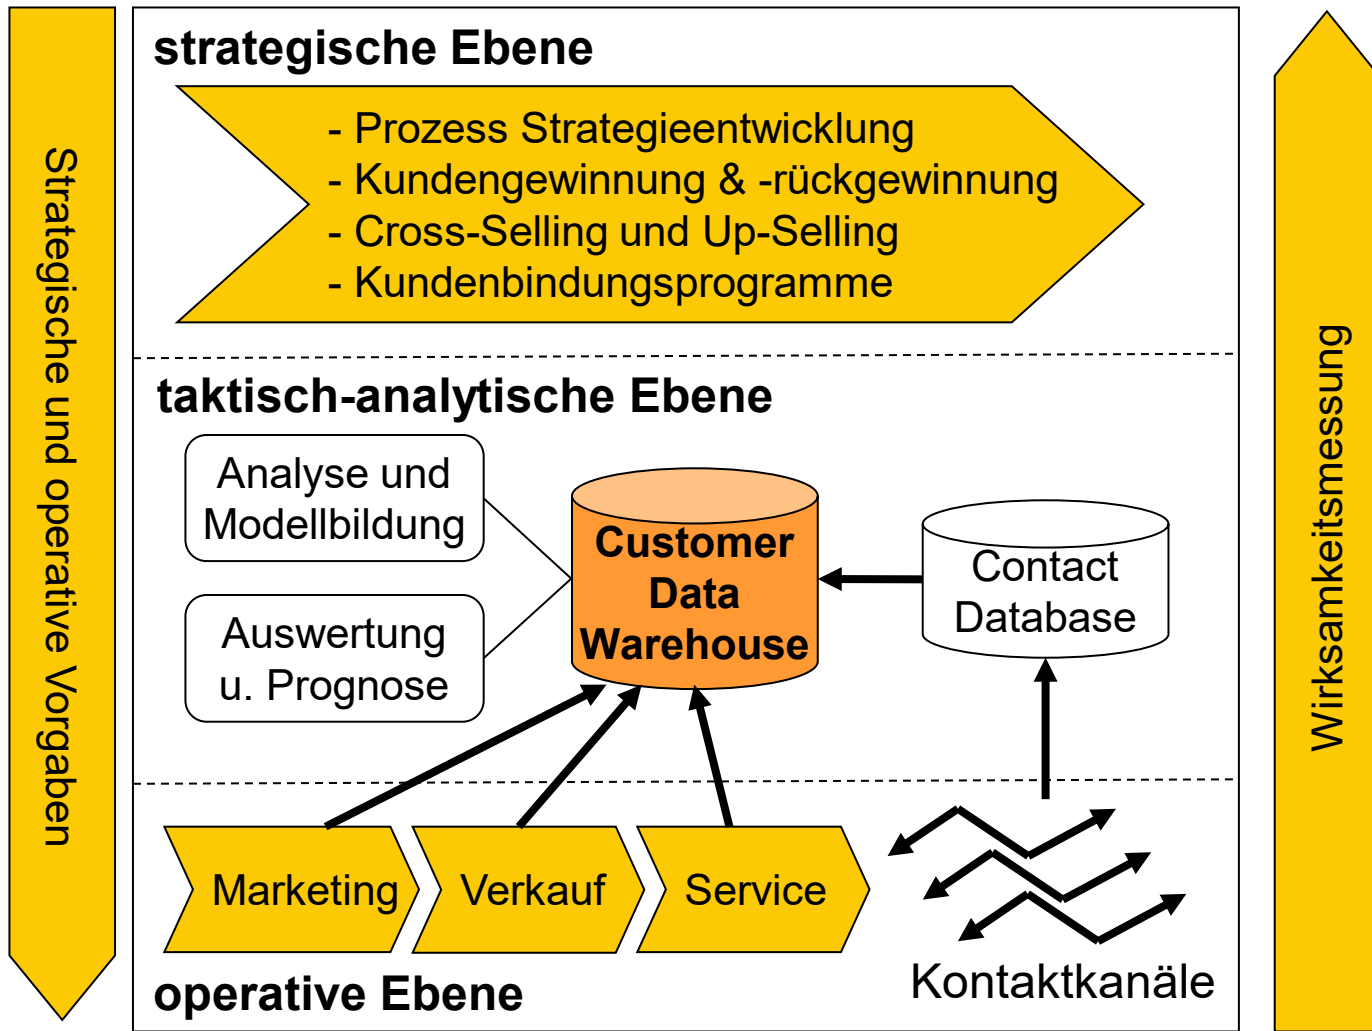 strategische Ebene
- Prozess Strategieentwicklung
- Kundengewinnung & -rückgewinnung
- Cross-Selling und Up-Selling
- Kundenbindungsprogramme
Strategische und operative Vorgaben
Wirksamkeitsmessung
taktisch-analytische Ebene
Analyse und
Modellbildung
Auswertung
u. Prognose
Customer
Data
Warehouse
Contact
Database
Marketing
Verkauf
Service
Kontaktkanäle
operative Ebene